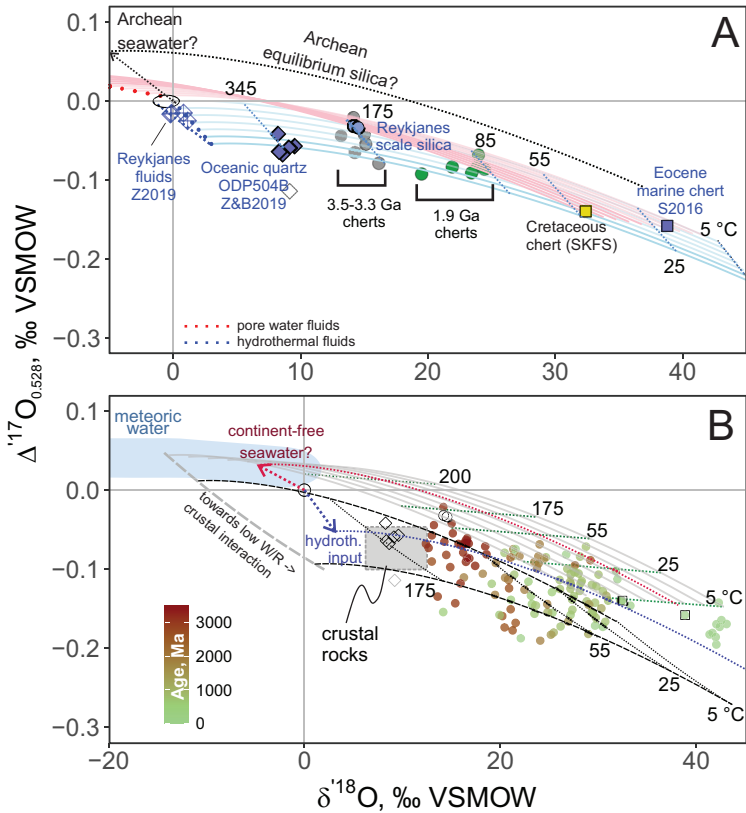 0.1
0.0
−0.1
−0.2
−0.3
Archean
seawater?
A
Archean
equilibrium silica?
345
175
Reykjanes
scale silica
85
55
Reykjanes
fluids
Z2019
Oceanic quartz
ODP504B
Z&B2019
3.5-3.3 Ga
cherts
1.9 Ga
cherts
Cretaceous
chert (SKFS)
Eocene
marine chert
S2016
5 °C
25
pore water fluids
hydrothermal fluids
0
10
20
30
40
Δ'17O0.528, ‰ VSMOW
0.1
0.0
−0.1
−0.2
−0.3
meteoric
water
continent-free
seawater?
B
200
175
55
25
5 °C
towards low W/R ->
crustal interaction
hydroth.
input
175
crustal
rocks
55
25
5 °C
Age, Ma
3000
2000
1000
0
−20
0
20
40
δ'18O, ‰ VSMOW